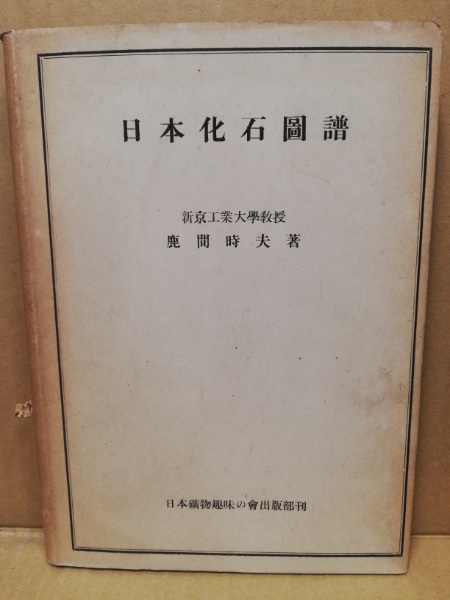 日本化石圖譜
新京工業大學敎授
鹿間時夫著
日本礦物趣味の會出版部刊